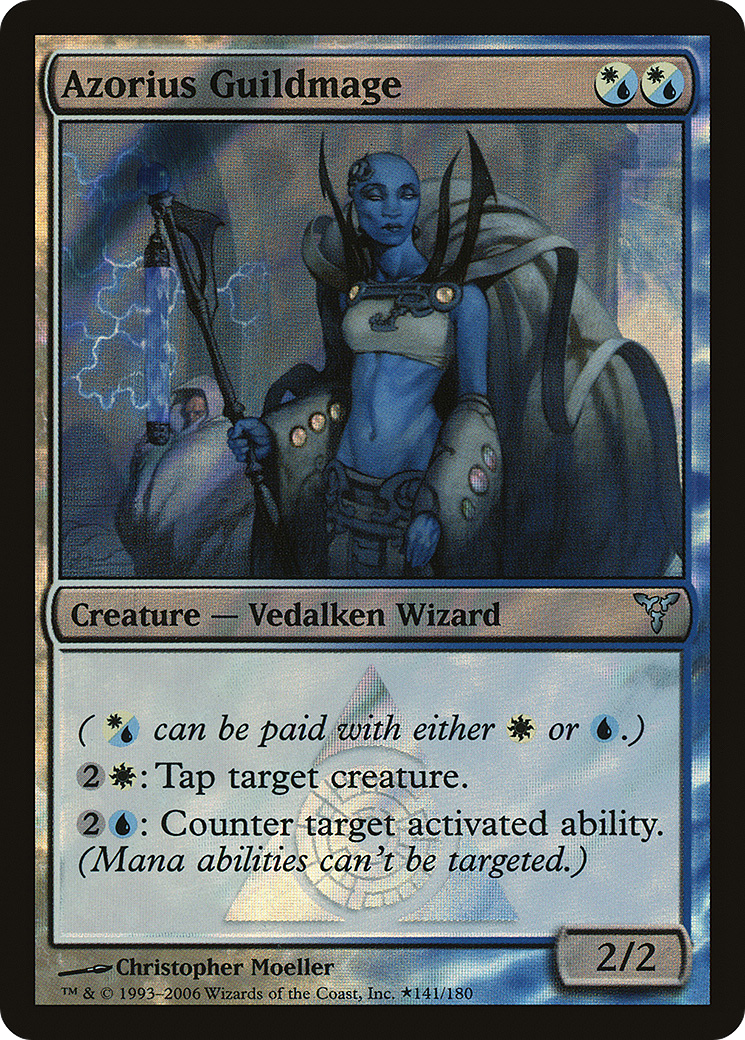 Azorius Guildmage
Creature — Vedalken Wizard
( can be paid with either or .)
2 : Tap target creature.
2 : Counter target activated ability.
(Mana abilities can't be targeted.)
2/2
Christopher Moeller
™ & © 1993–2006 Wizards of the Coast, Inc. ★141/180